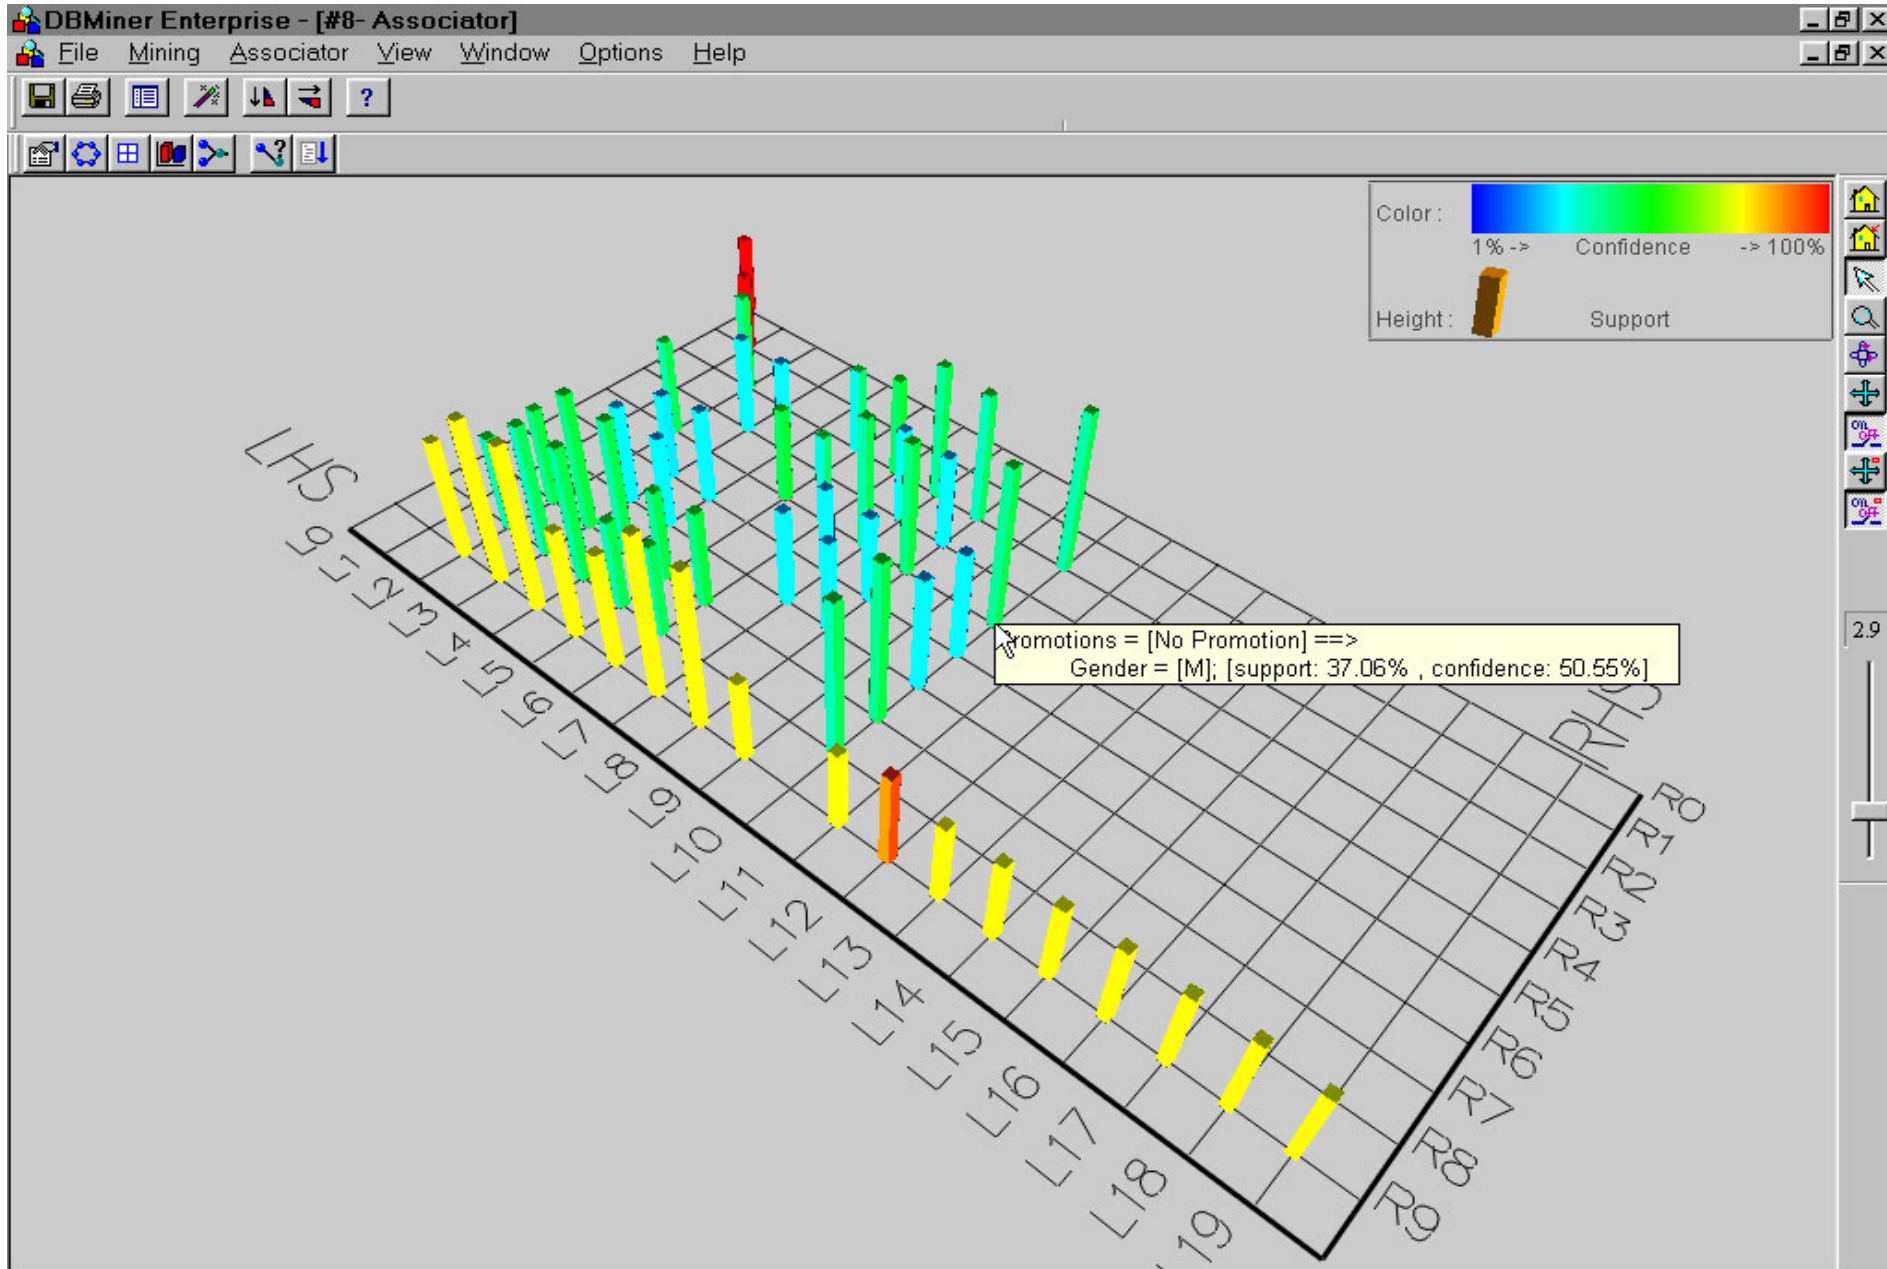 DBMiner Enterprise - [#8- Associator]
File Mining Associator View Window Options Help
Color :
1% -> Confidence -> 100%
Height : Support
LHS
L0
L1
L2
L3
L4
L5
L6
L7
L8
L9
L10
L11
L12
L13
L14
L15
L16
L17
L18
19
romotions = [No Promotion] ==>
Gender = [M]; [support: 37.06% , confidence: 50.55%]
2.9
RHS
R0
R1
R2
R3
R4
R5
R6
R7
R8
R9